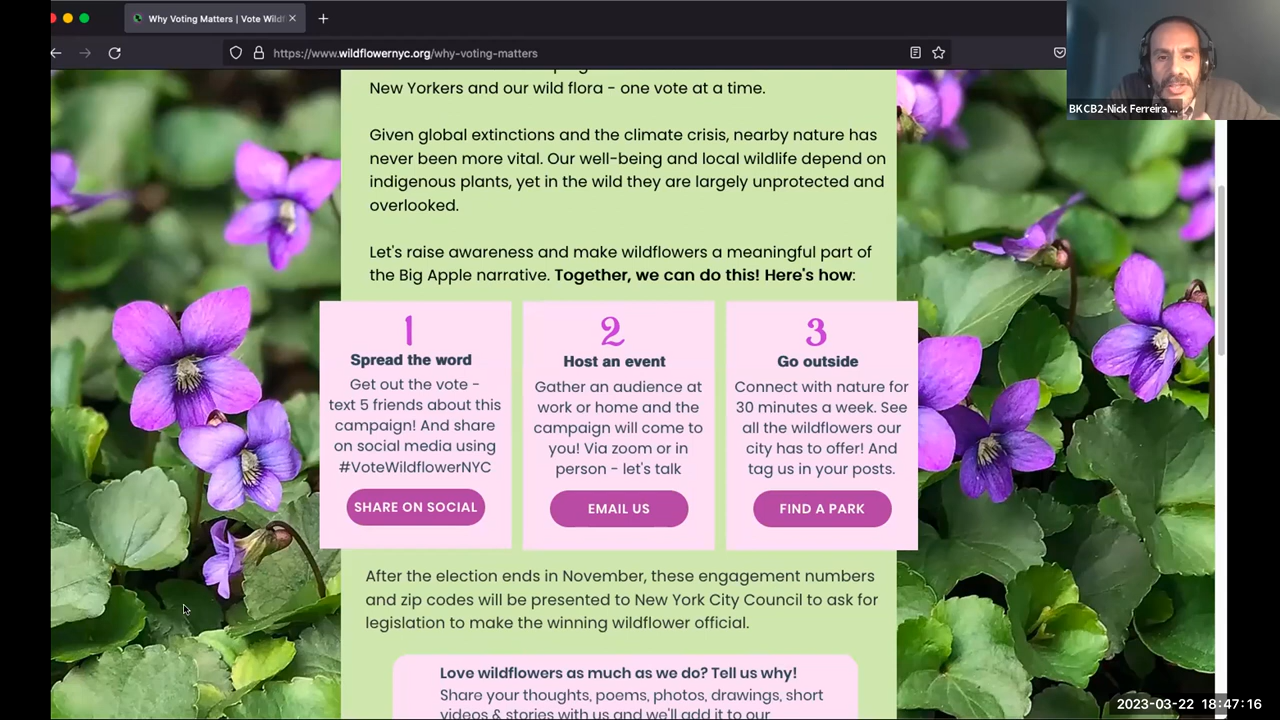 Why Voting Matters | Vote Wildf
https://www.wildflowernyc.org/why-voting-matters
BKCB2-Nick Ferreira ...
New Yorkers and our wild flora - one vote at a time.
Given global extinctions and the climate crisis, nearby nature has
never been more vital. Our well-being and local wildlife depend on
indigenous plants, yet in the wild they are largely unprotected and
overlooked.
Let's raise awareness and make wildflowers a meaningful part of
the Big Apple narrative. Together, we can do this! Here's how:
1
Spread the word
Get out the vote -
text 5 friends about this
campaign! And share
on social media using
#VoteWildflowerNYC
SHARE ON SOCIAL
2
Host an event
Gather an audience at
work or home and the
campaign will come to
you! Via zoom or in
person - let's talk
EMAIL US
3
Go outside
Connect with nature for
30 minutes a week. See
all the wildflowers our
city has to offer! And
tag us in your posts.
FIND A PARK
After the election ends in November, these engagement numbers
and zip codes will be presented to New York City Council to ask for
legislation to make the winning wildflower official.
Love wildflowers as much as we do? Tell us why!
Share your thoughts, poems, photos, drawings, short
videos & stories with us and we'll add it to our
2023-03-22 18:47:16